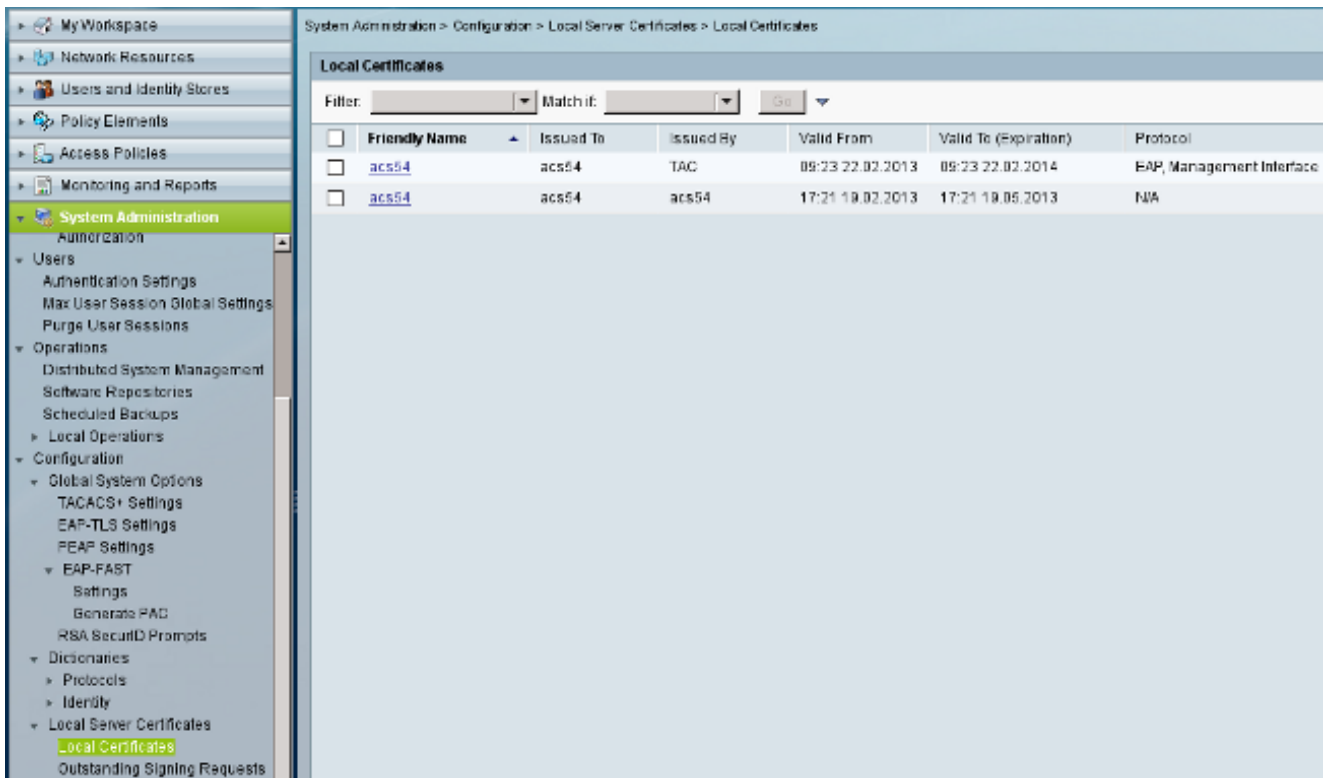 My Workspace
Network Resources
Users and Identity Stores
Policy Elements
Access Policies
Monitoring and Reports
System Administration
Authorization
Users
Authentication Settings
Max User Session Global Settings
Purge User Sessions
Operations
Distributed System Management
Software Repositories
Scheduled Backups
Local Operations
Configuration
Global System Options
TACACS+ Settings
EAP-TLS Settings
PEAP Settings
EAP-FAST
Settings
Generate PAC
RSA SecurID Prompts
Dictionaries
Protocols
Identity
Local Server Certificates
Local Certificates
Outstanding Signing Requests
System Administration > Configuration > Local Server Certificates > Local Certificates
Local Certificates
Filter: Match if: Go
Friendly Name Issued To Issued By Valid From Valid To (Expiration) Protocol
acs54 acs54 TAC 09:23 22.02.2013 09:23 22.02.2014 EAP, Management Interface
acs54 acs54 acs54 17:21 19.02.2013 17:21 19.05.2013 N/A